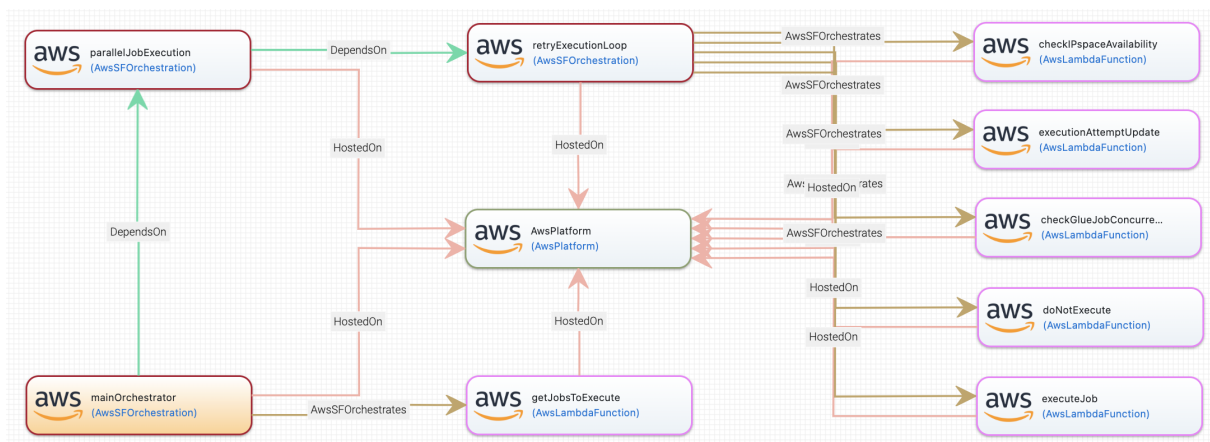 aws parallelJobExecution
(AwsSFOrchestration)
DependsOn
aws retryExecutionLoop
(AwsSFOrchestration)
AwsSFOrchestrates
aws checkIPspaceAvailability
(AwsLambdaFunction)
AwsSFOrchestrates
HostedOn
HostedOn
AwsSFOrchestrates
aws executionAttemptUpdate
(AwsLambdaFunction)
HostedOn
DependsOn
aws AwsPlatform
(AwsPlatform)
AwsSFOrchestrates
aws checkGlueJobConcurre...
(AwsLambdaFunction)
HostedOn
HostedOn
HostedOn
aws doNotExecute
(AwsLambdaFunction)
HostedOn
aws mainOrchestrator
(AwsSFOrchestration)
AwsSFOrchestrates
aws getJobsToExecute
(AwsLambdaFunction)
aws executeJob
(AwsLambdaFunction)